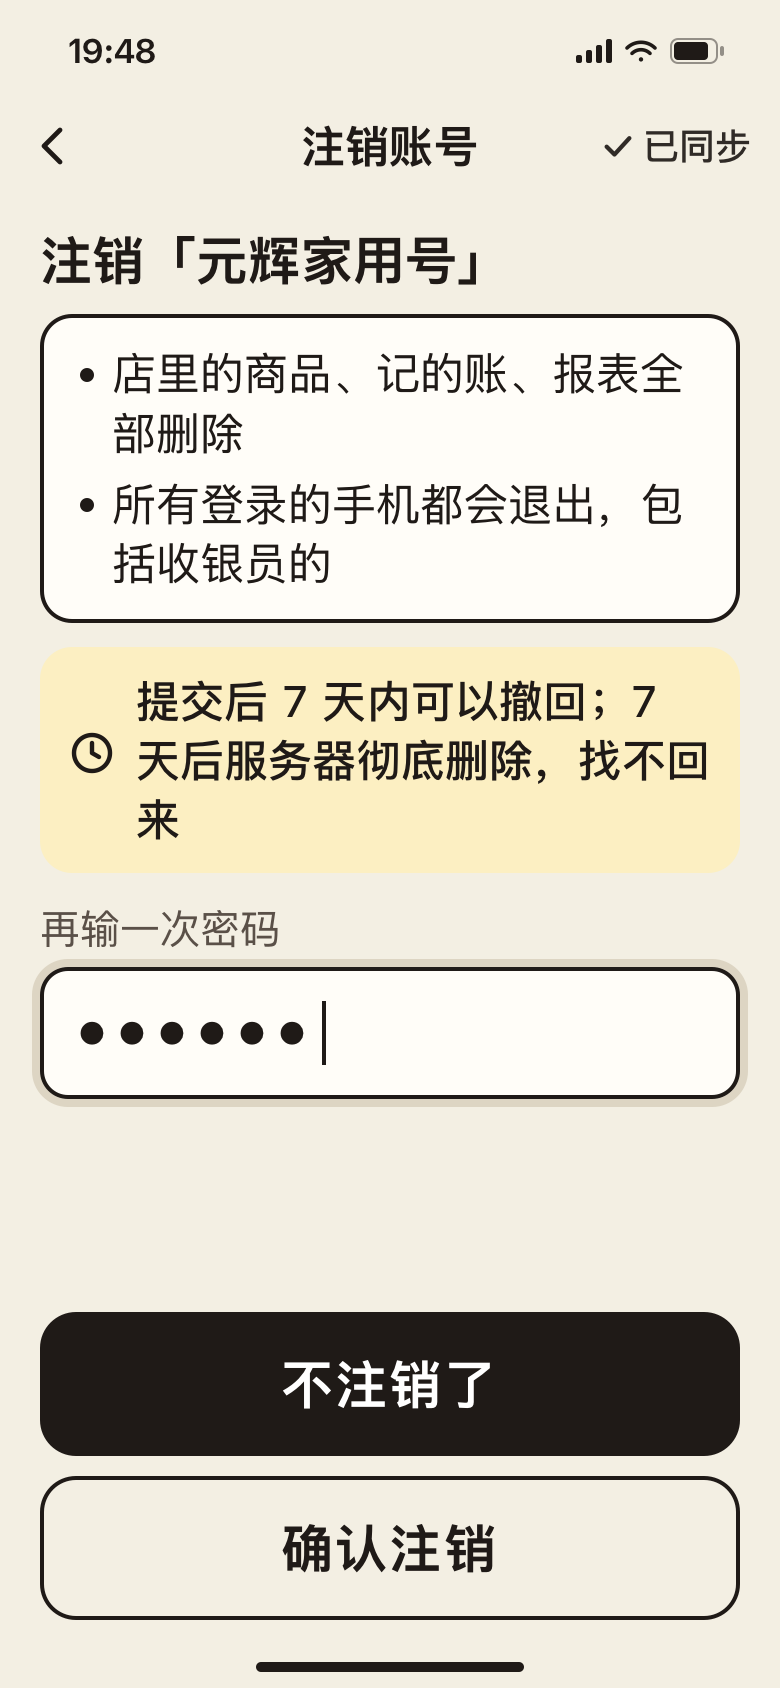 19:48
注销账号
已同步
注销「元辉家用号」
• 店里的商品、记的账、报表全
部删除
• 所有登录的手机都会退出，包
括收银员的
提交后 7 天内可以撤回；7
天后服务器彻底删除，找不回
来
再输一次密码
●●●●●●
不注销了
确认注销